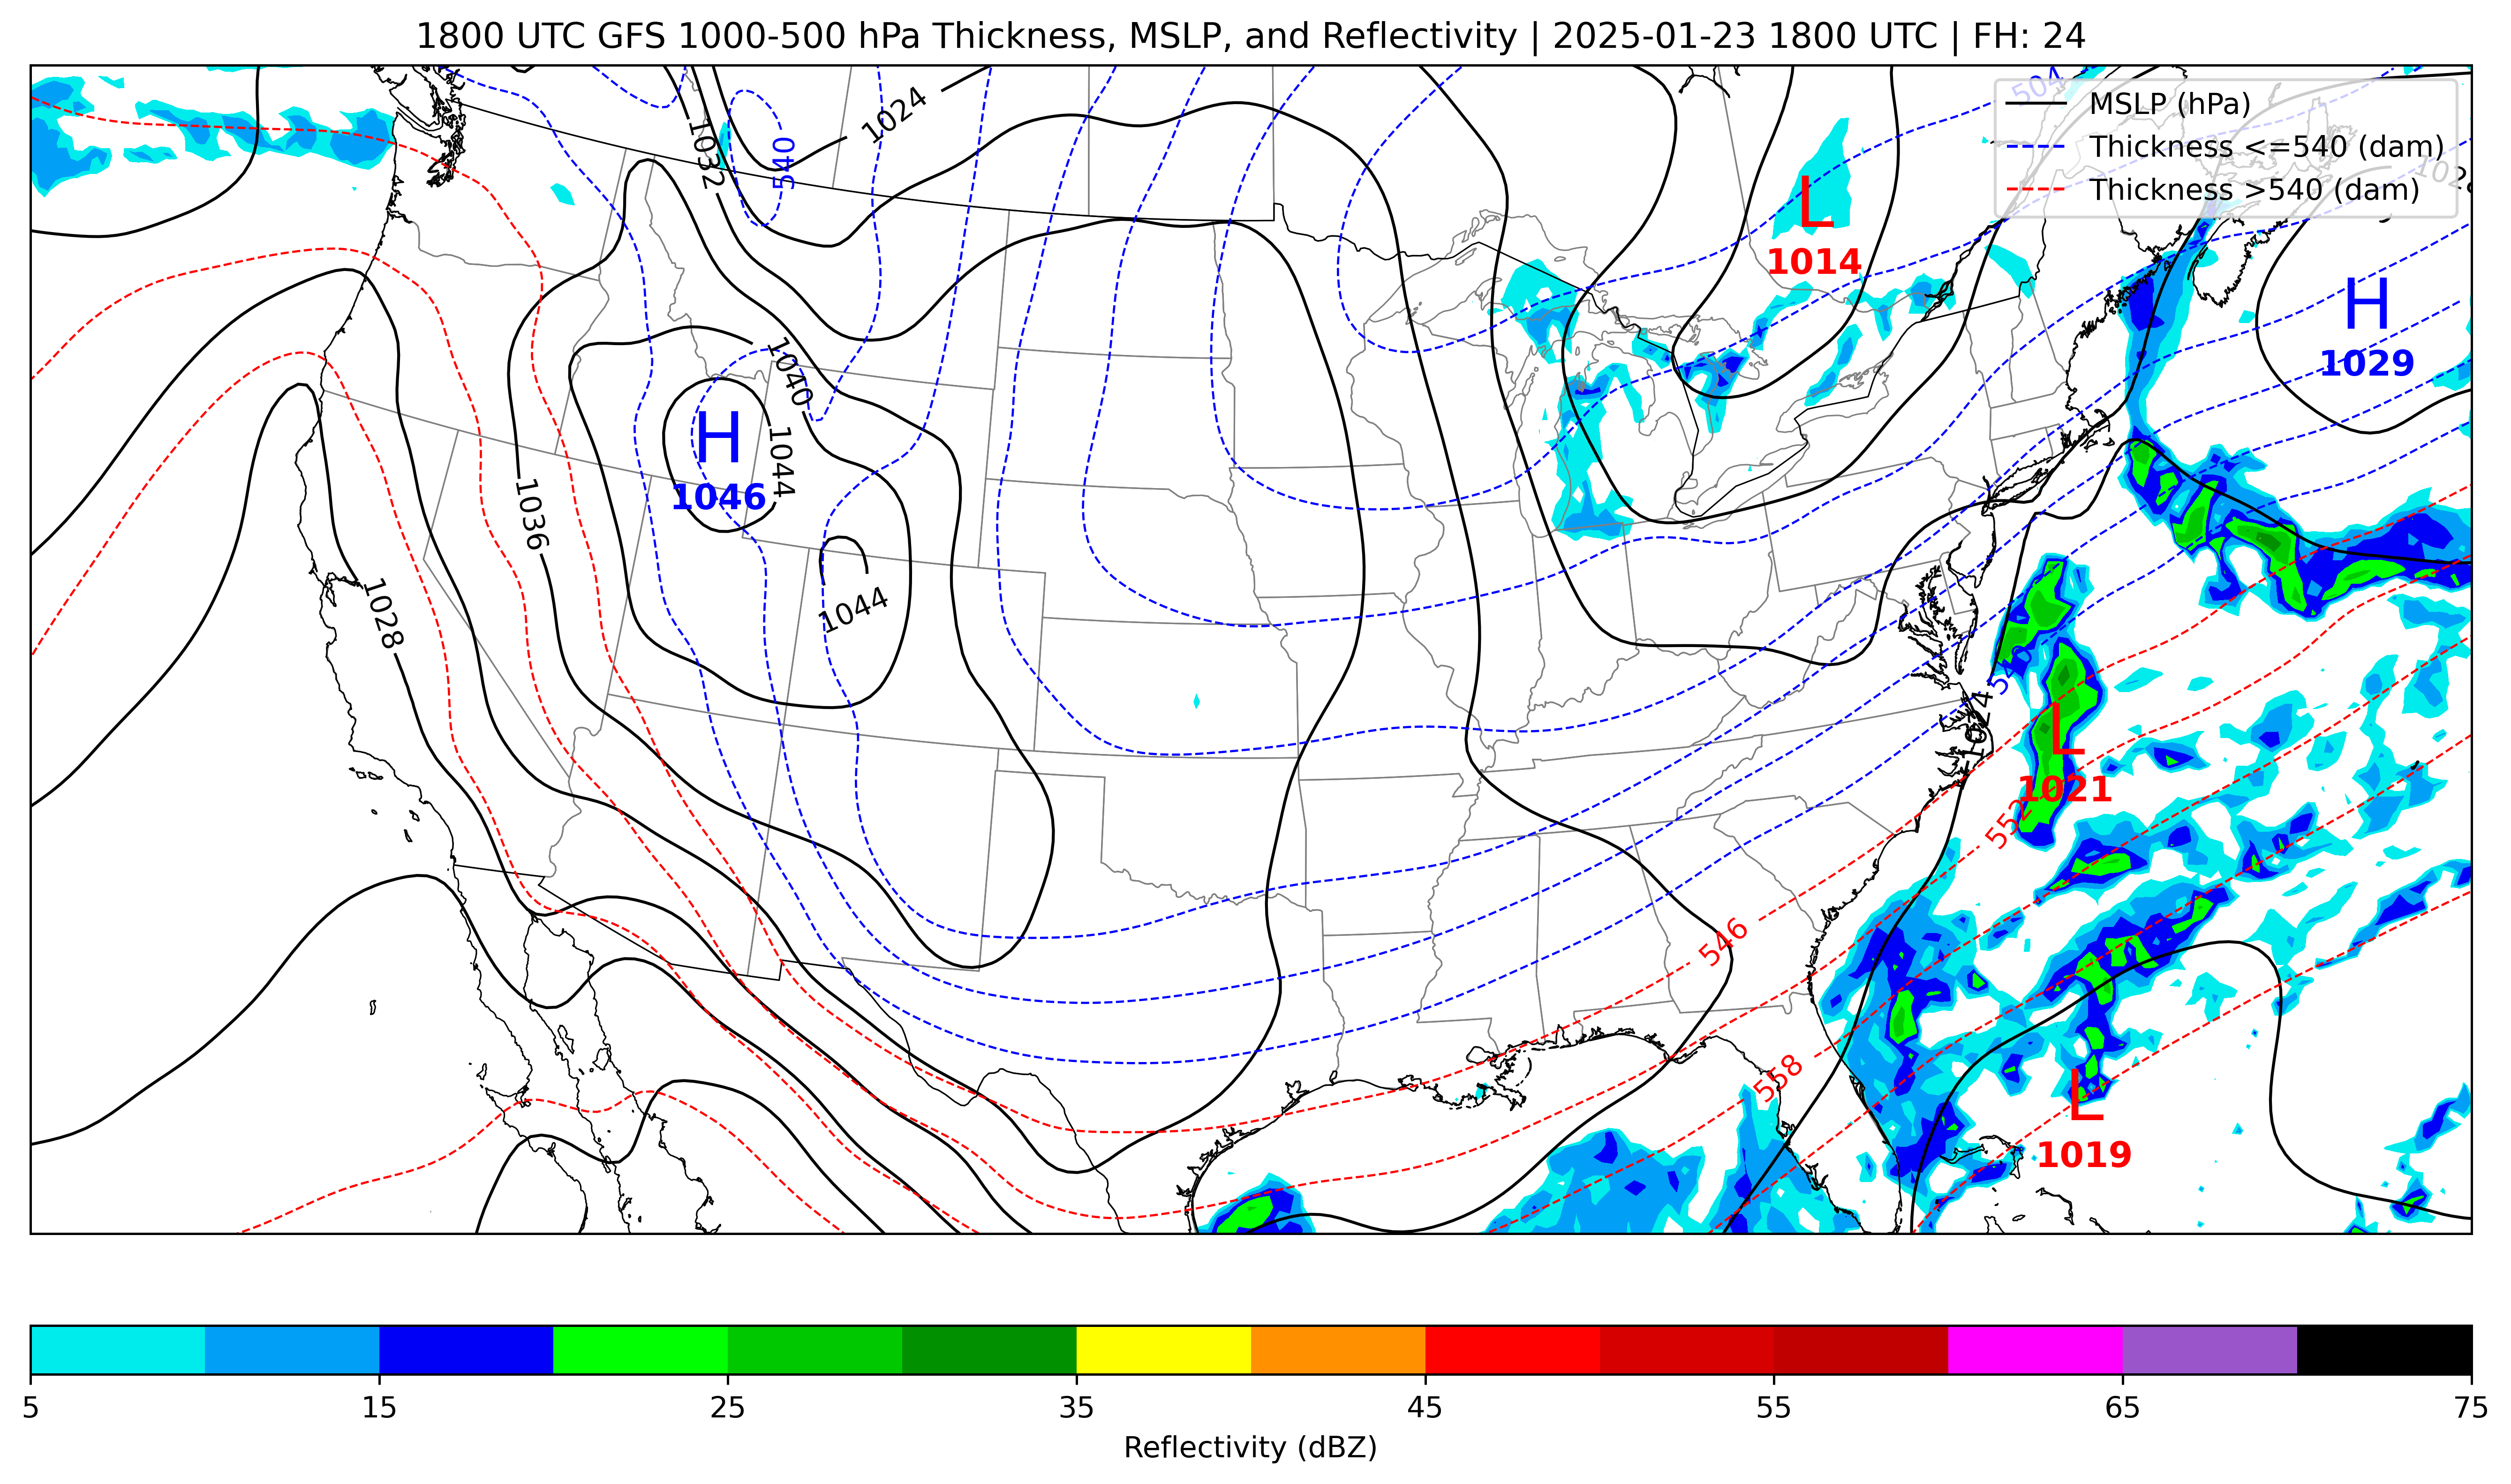 1800 UTC GFS 1000-500 hPa Thickness, MSLP, and Reflectivity | 2025-01-23 1800 UTC | FH: 24
504
MSLP (hPa)
Thickness <=540 (dam)
Thickness >540 (dam)
1024
1032
540
L
1014
H
1029
1040
H
1046
1044
1036
1044
1028
540
1024
L
1021
552
546
558
L
1019
5
15
25
35
45
55
65
75
Reflectivity (dBZ)